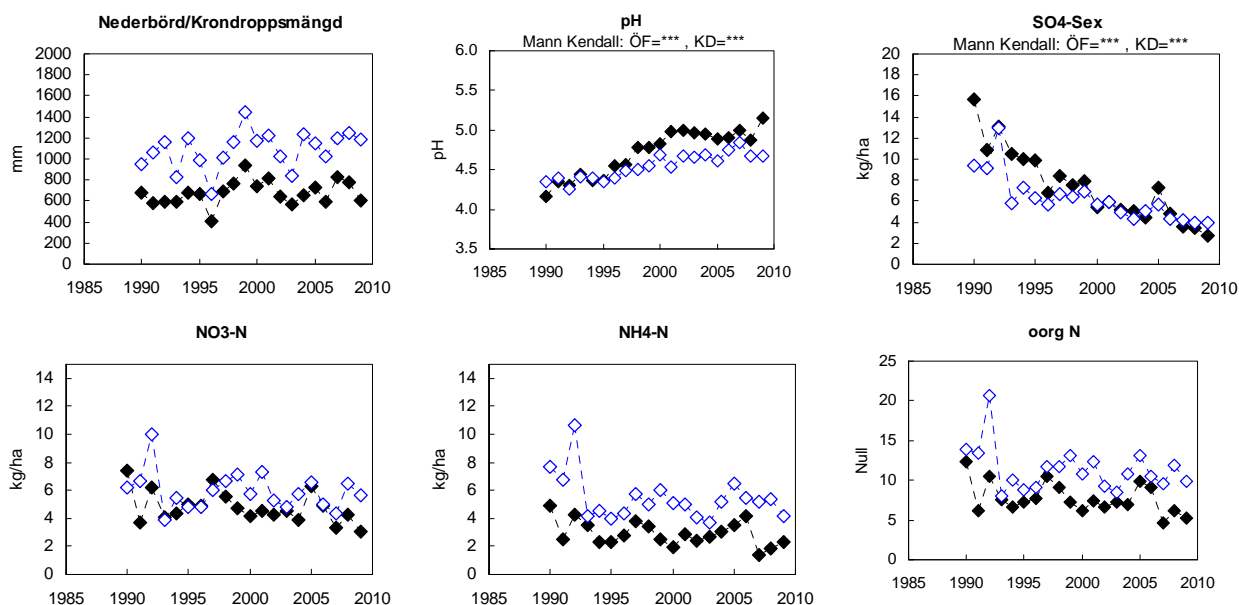 Nederbörd/Krondroppsmängd
2000
1800
1600
1400
1200
1000
800
600
400
200
0
mm
1985 1990 1995 2000 2005 2010
pH
Mann Kendall: ÖF=*** , KD=***
6.0
5.5
5.0
4.5
4.0
3.5
pH
1985 1990 1995 2000 2005 2010
SO4-Sex
Mann Kendall: ÖF=*** , KD=***
20
18
16
14
12
10
8
6
4
2
0
kg/ha
1985 1990 1995 2000 2005 2010
NO3-N
14
12
10
8
6
4
2
0
kg/ha
1985 1990 1995 2000 2005 2010
NH4-N
14
12
10
8
6
4
2
0
kg/ha
1985 1990 1995 2000 2005 2010
oorg N
25
20
15
10
5
0
Null
1985 1990 1995 2000 2005 2010